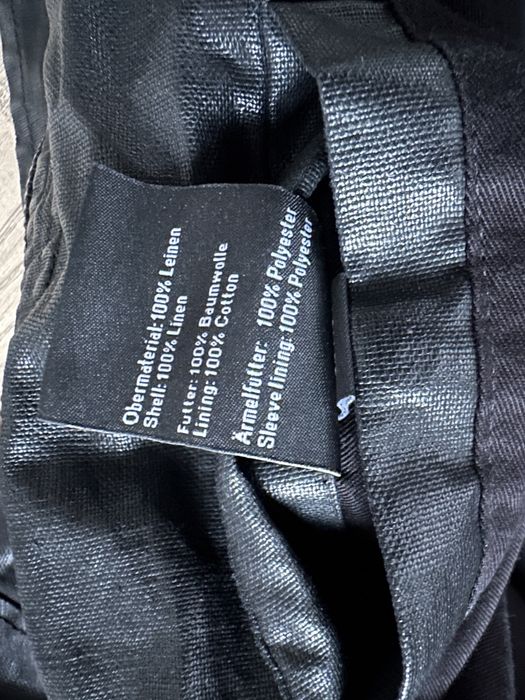 Obermaterial: 100% Leinen
Shell: 100% Linen
Futter: 100% Baumwolle
Lining: 100% Cotton
Ärmelfutter: 100% Polyester
Sleeve lining: 100% Polyester